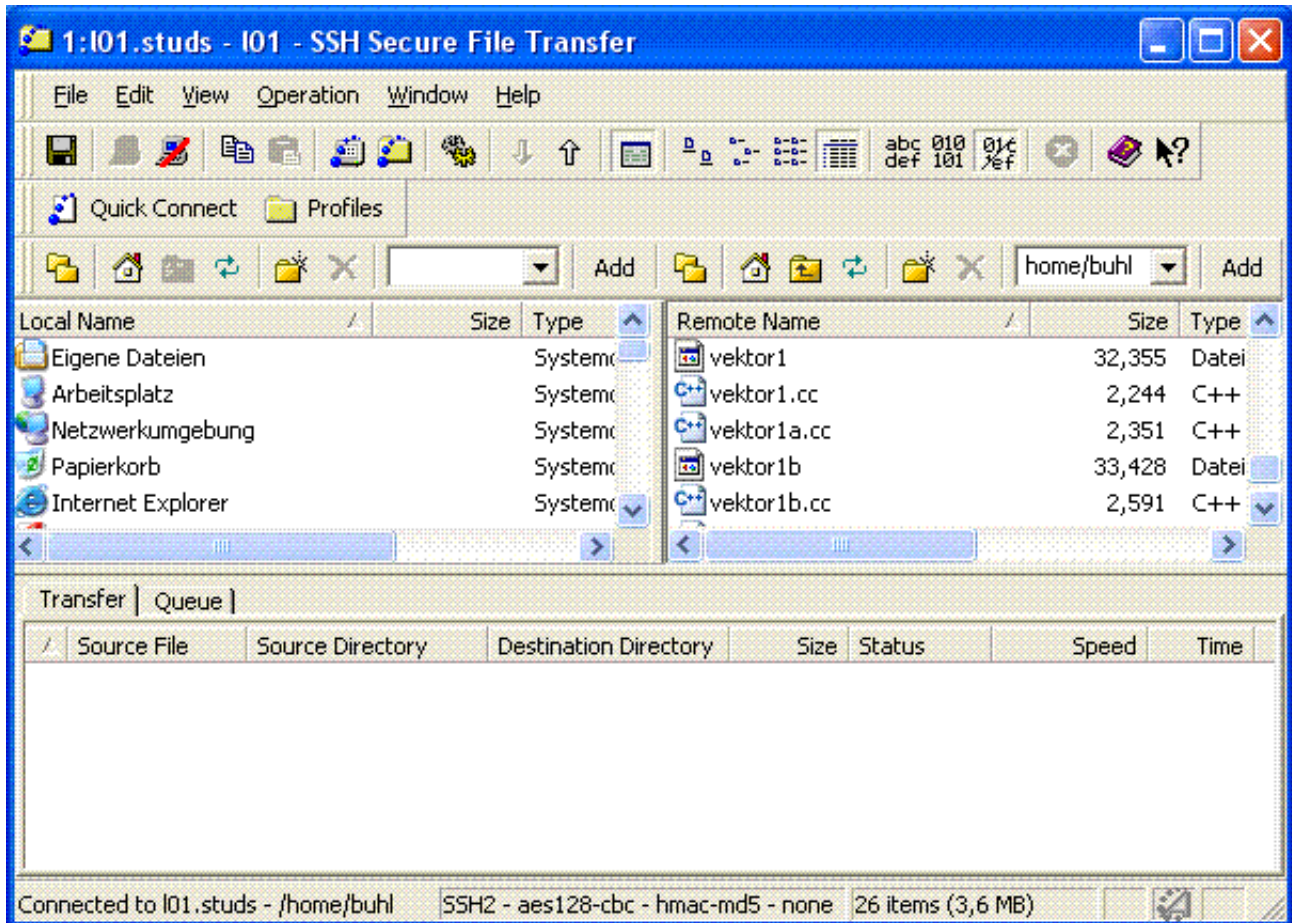 1:l01.studs - l01 - SSH Secure File Transfer
File Edit View Operation Window Help
abc def 010 101
Quick Connect Profiles
Add home/buhl Add
Local Name Size Type Remote Name Size Type
Eigene Dateien Systemo vektor1 32,355 Datei
Arbeitsplatz Systemo vektor1.cc 2,244 C++
Netzwerkumgebung Systemo vektor1a.cc 2,351 C++
Papierkorb Systemo vektor1b 33,428 Datei
Internet Explorer Systemo vektor1b.cc 2,591 C++
Transfer Queue
Source File Source Directory Destination Directory Size Status Speed Time
Connected to l01.studs - /home/buhl SSH2 - aes128-cbc - hmac-md5 - none 26 items (3,6 MB)